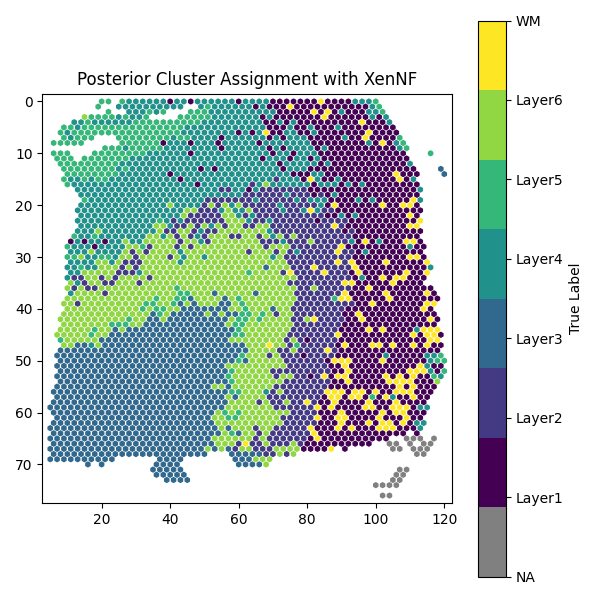 Posterior Cluster Assignment with XenNF
0
10
20
30
40
50
60
70
20
40
60
80
100
120
WM
Layer6
Layer5
Layer4
Layer3
Layer2
Layer1
NA
True Label